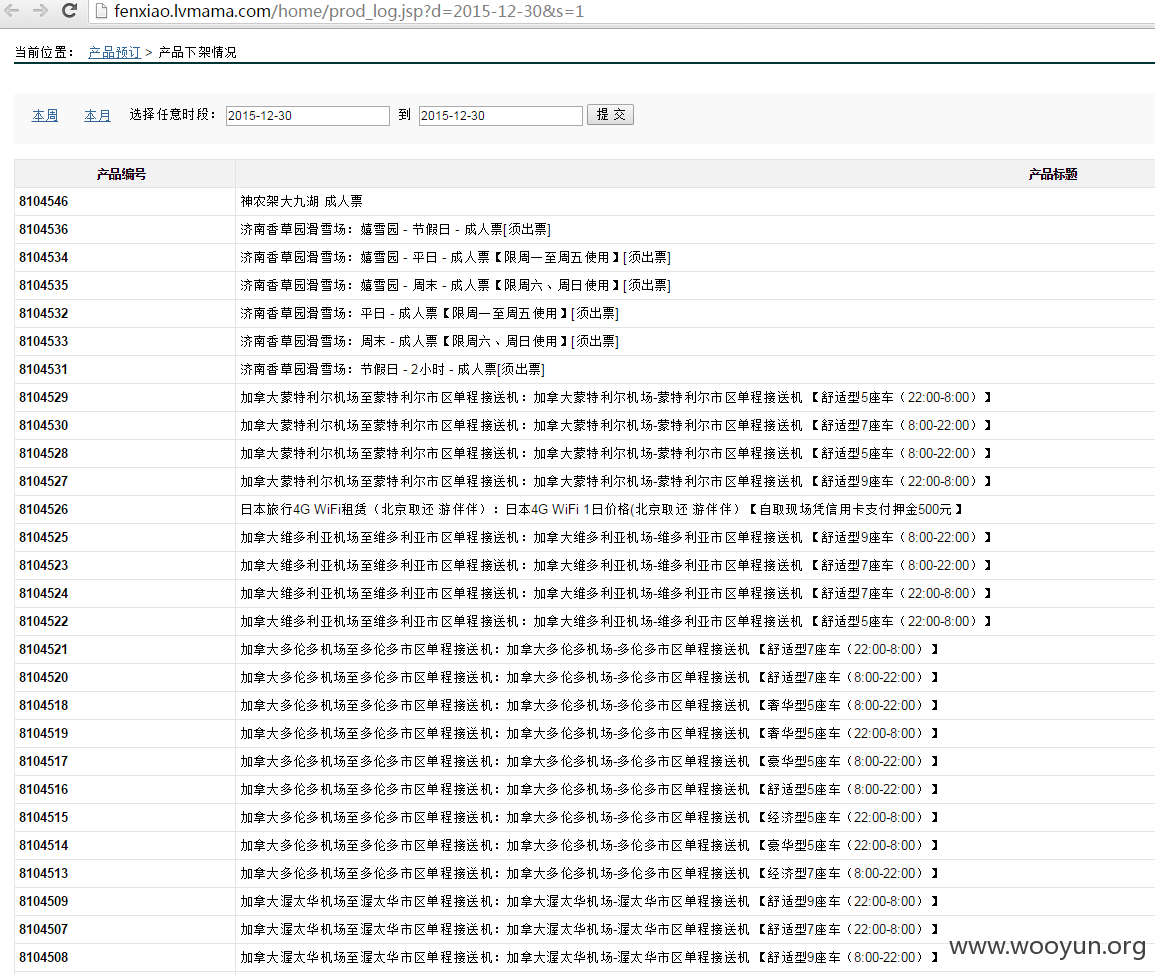 fenxiao.lvmama.com/home/prod_log.jsp?d=2015-12-30&s=1
当前位置： 产品预订 > 产品下架情况
本周 本月 选择任意时段： 2015-12-30 到 2015-12-30 提 交
产品编号 产品标题
8104546 神农架大九湖 成人票
8104536 济南香草园滑雪场：嬉雪园 - 节假日 - 成人票[须出票]
8104534 济南香草园滑雪场：嬉雪园 - 平日 - 成人票【限周一至周五使用】[须出票]
8104535 济南香草园滑雪场：嬉雪园 - 周末 - 成人票【限周六、周日使用】[须出票]
8104532 济南香草园滑雪场：平日 - 成人票【限周一至周五使用】[须出票]
8104533 济南香草园滑雪场：周末 - 成人票【限周六、周日使用】[须出票]
8104531 济南香草园滑雪场：节假日 - 2小时 - 成人票[须出票]
8104529 加拿大蒙特利尔机场至蒙特利尔市区单程接送机：加拿大蒙特利尔机场-蒙特利尔市区单程接送机 【舒适型5座车（22:00-8:00）】
8104530 加拿大蒙特利尔机场至蒙特利尔市区单程接送机：加拿大蒙特利尔机场-蒙特利尔市区单程接送机 【舒适型7座车（8:00-22:00）】
8104528 加拿大蒙特利尔机场至蒙特利尔市区单程接送机：加拿大蒙特利尔机场-蒙特利尔市区单程接送机 【舒适型5座车（8:00-22:00）】
8104527 加拿大蒙特利尔机场至蒙特利尔市区单程接送机：加拿大蒙特利尔机场-蒙特利尔市区单程接送机 【舒适型9座车（8:00-22:00）】
8104526 日本旅行4G WiFi租赁（北京取还 游伴伴）：日本4G WiFi 1日价格(北京取还 游伴伴）【自取现场凭信用卡支付押金500元】
8104525 加拿大维多利亚机场至维多利亚市区单程接送机：加拿大维多利亚机场-维多利亚市区单程接送机 【舒适型9座车（8:00-22:00）】
8104523 加拿大维多利亚机场至维多利亚市区单程接送机：加拿大维多利亚机场-维多利亚市区单程接送机 【舒适型7座车（8:00-22:00）】
8104524 加拿大维多利亚机场至维多利亚市区单程接送机：加拿大维多利亚机场-维多利亚市区单程接送机 【舒适型7座车（22:00-8:00）】
8104522 加拿大维多利亚机场至维多利亚市区单程接送机：加拿大维多利亚机场-维多利亚市区单程接送机 【舒适型5座车（22:00-8:00）】
8104521 加拿大多伦多机场至多伦多市区单程接送机：加拿大多伦多机场-多伦多市区单程接送机 【舒适型7座车（22:00-8:00）】
8104520 加拿大多伦多机场至多伦多市区单程接送机：加拿大多伦多机场-多伦多市区单程接送机 【舒适型7座车（8:00-22:00）】
8104518 加拿大多伦多机场至多伦多市区单程接送机：加拿大多伦多机场-多伦多市区单程接送机 【奢华型5座车（8:00-22:00）】
8104519 加拿大多伦多机场至多伦多市区单程接送机：加拿大多伦多机场-多伦多市区单程接送机 【奢华型5座车（22:00-8:00）】
8104517 加拿大多伦多机场至多伦多市区单程接送机：加拿大多伦多机场-多伦多市区单程接送机 【豪华型5座车（8:00-22:00）】
8104516 加拿大多伦多机场至多伦多市区单程接送机：加拿大多伦多机场-多伦多市区单程接送机 【舒适型5座车（8:00-22:00）】
8104515 加拿大多伦多机场至多伦多市区单程接送机：加拿大多伦多机场-多伦多市区单程接送机 【经济型5座车（22:00-8:00）】
8104514 加拿大多伦多机场至多伦多市区单程接送机：加拿大多伦多机场-多伦多市区单程接送机 【豪华型5座车（22:00-8:00）】
8104513 加拿大多伦多机场至多伦多市区单程接送机：加拿大多伦多机场-多伦多市区单程接送机 【经济型7座车（8:00-22:00）】
8104509 加拿大渥太华机场至渥太华市区单程接送机：加拿大渥太华机场-渥太华市区单程接送机 【舒适型9座车（22:00-8:00）】
8104507 加拿大渥太华机场至渥太华市区单程接送机：加拿大渥太华机场-渥太华市区单程接送机 【舒适型7座车（22:00-8:00）】
8104508 加拿大渥太华机场至渥太华市区单程接送机：加拿大渥太华机场-渥太华市区单程接送机 【舒适型9座车（8:00-22:00）】
www.wooyun.org